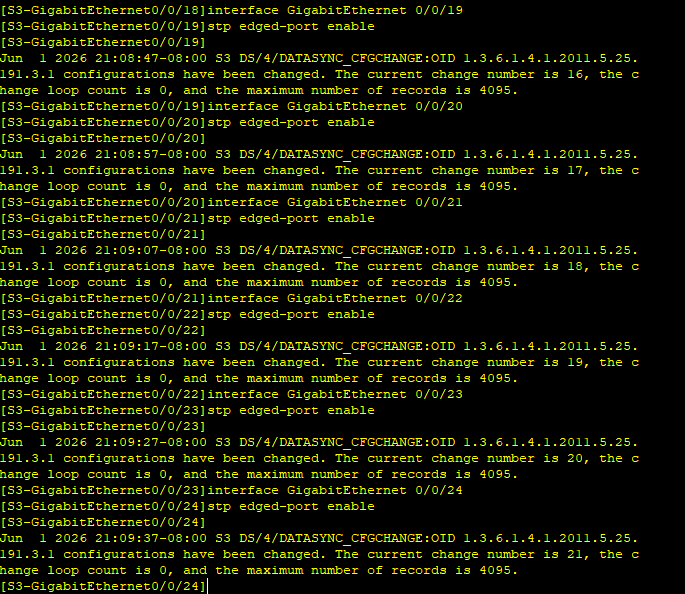 [S3-GigabitEthernet0/0/18]interface GigabitEthernet 0/0/19
[S3-GigabitEthernet0/0/19]stp edged-port enable
[S3-GigabitEthernet0/0/19]
Jun  1 2026 21:08:47-08:00 S3 DS/4/DATASYNC_CFGCHANGE:OID 1.3.6.1.4.1.2011.5.25.
191.3.1 configurations have been changed. The current change number is 16, the c
hange loop count is 0, and the maximum number of records is 4095.
[S3-GigabitEthernet0/0/19]interface GigabitEthernet 0/0/20
[S3-GigabitEthernet0/0/20]stp edged-port enable
[S3-GigabitEthernet0/0/20]
Jun  1 2026 21:08:57-08:00 S3 DS/4/DATASYNC_CFGCHANGE:OID 1.3.6.1.4.1.2011.5.25.
191.3.1 configurations have been changed. The current change number is 17, the c
hange loop count is 0, and the maximum number of records is 4095.
[S3-GigabitEthernet0/0/20]interface GigabitEthernet 0/0/21
[S3-GigabitEthernet0/0/21]stp edged-port enable
[S3-GigabitEthernet0/0/21]
Jun  1 2026 21:09:07-08:00 S3 DS/4/DATASYNC_CFGCHANGE:OID 1.3.6.1.4.1.2011.5.25.
191.3.1 configurations have been changed. The current change number is 18, the c
hange loop count is 0, and the maximum number of records is 4095.
[S3-GigabitEthernet0/0/21]interface GigabitEthernet 0/0/22
[S3-GigabitEthernet0/0/22]stp edged-port enable
[S3-GigabitEthernet0/0/22]
Jun  1 2026 21:09:17-08:00 S3 DS/4/DATASYNC_CFGCHANGE:OID 1.3.6.1.4.1.2011.5.25.
191.3.1 configurations have been changed. The current change number is 19, the c
hange loop count is 0, and the maximum number of records is 4095.
[S3-GigabitEthernet0/0/22]interface GigabitEthernet 0/0/23
[S3-GigabitEthernet0/0/23]stp edged-port enable
[S3-GigabitEthernet0/0/23]
Jun  1 2026 21:09:27-08:00 S3 DS/4/DATASYNC_CFGCHANGE:OID 1.3.6.1.4.1.2011.5.25.
191.3.1 configurations have been changed. The current change number is 20, the c
hange loop count is 0, and the maximum number of records is 4095.
[S3-GigabitEthernet0/0/23]interface GigabitEthernet 0/0/24
[S3-GigabitEthernet0/0/24]stp edged-port enable
[S3-GigabitEthernet0/0/24]
Jun  1 2026 21:09:37-08:00 S3 DS/4/DATASYNC_CFGCHANGE:OID 1.3.6.1.4.1.2011.5.25.
191.3.1 configurations have been changed. The current change number is 21, the c
hange loop count is 0, and the maximum number of records is 4095.
[S3-GigabitEthernet0/0/24]